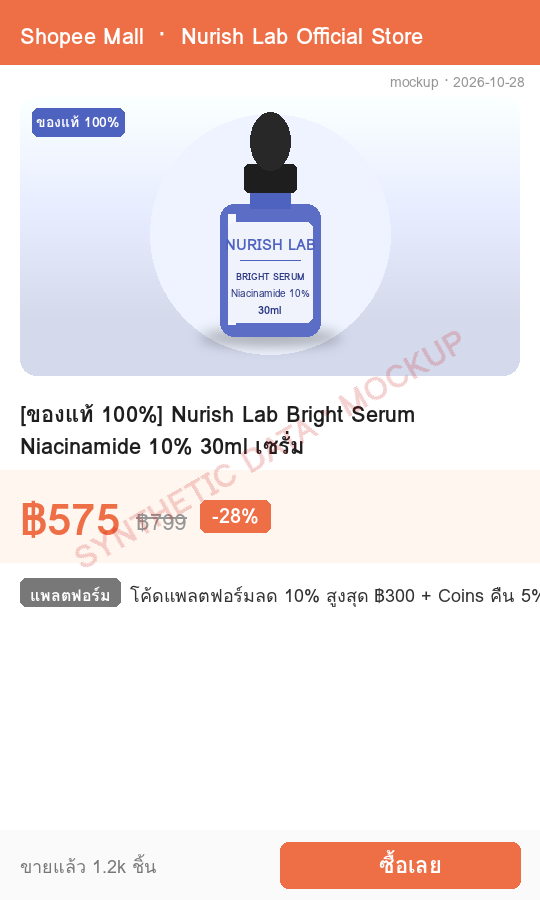 Shopee Mall · Nurish Lab Official Store
mockup · 2026-10-28
ของแท้ 100%
NURISH LAB
BRIGHT SERUM
Niacinamide 10%
30ml
[ของแท้ 100%] Nurish Lab Bright Serum
Niacinamide 10% 30ml เซรั่ม
฿575 ฿799 -28%
SYNTHETIC DATA · MOCKUP
แพลตฟอร์ม โค้ดแพลตฟอร์มลด 10% สูงสุด ฿300 + Coins คืน 5%
ขายแล้ว 1.2k ชิ้น
ซื้อเลย